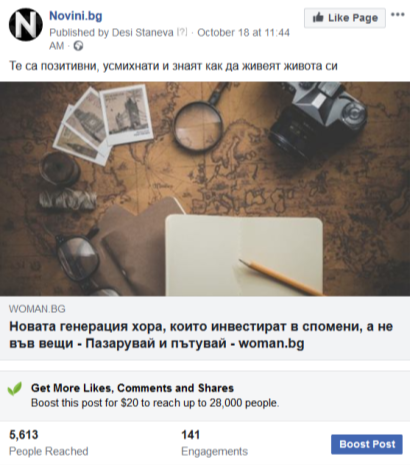 Novini.bg
Like Page
Published by Desi Staneva [?] · October 18 at 11:44
AM ·
Те са позитивни, усмихнати и знаят как да живеят живота си
WOMAN.BG
Новата генерация хора, които инвестират в спомени, а не
във вещи - Пазарувай и пътувай - woman.bg
Get More Likes, Comments and Shares
Boost this post for $20 to reach up to 28,000 people.
5,613
People Reached
141
Engagements
Boost Post